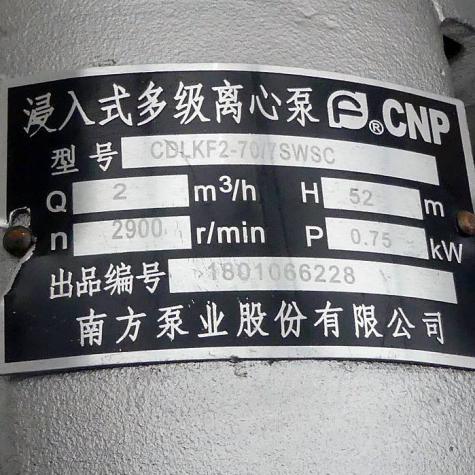 浸入式多级离心泵 ® CNP
型号 CDLKF2-70/7SWSC
Q 2 m³/h H 52 m
n 2900 r/min P 0.75 kW
出品编号 1801066228
南方泵业股份有限公司